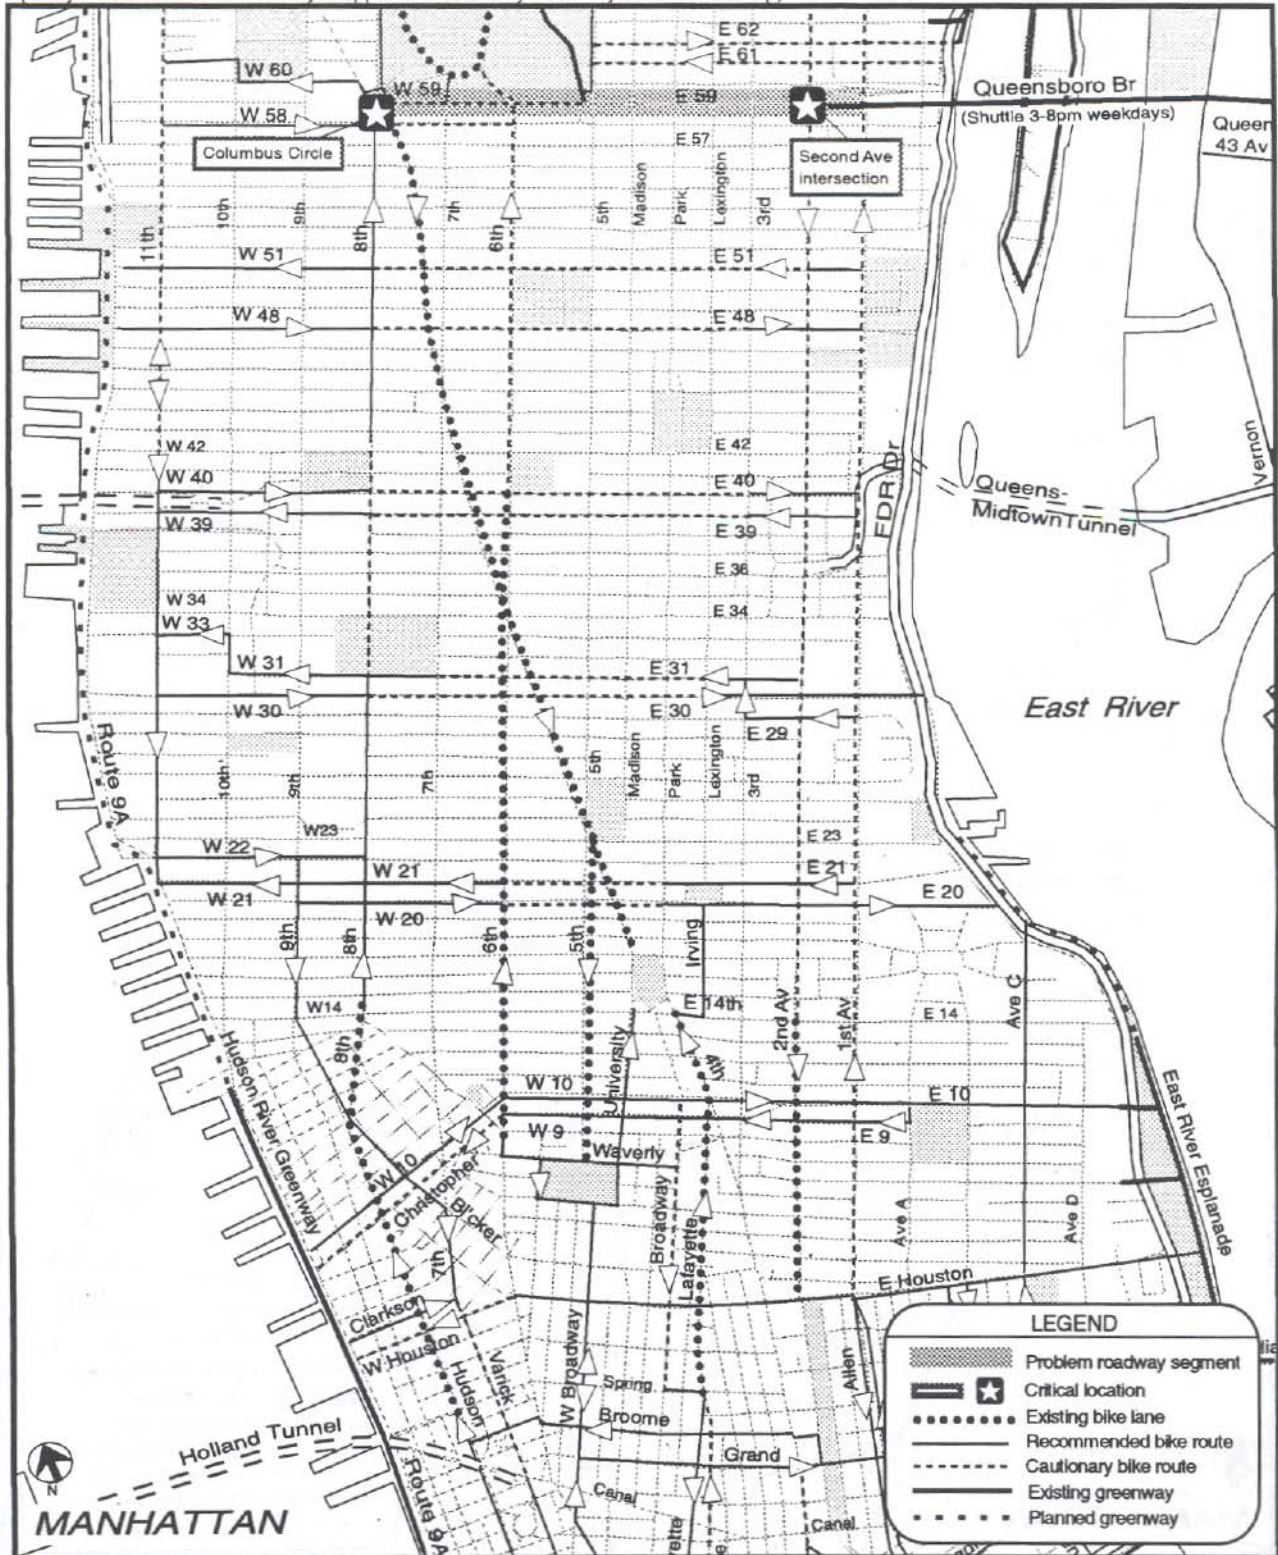 E 62
E 61
W 60
W 59
E 59
Queensboro Br
(Shuttle 3-8pm weekdays)
W 58
E 57
Queen
43 Av
Columbus Circle
Second Ave
intersection
11th
10th
9th
8th
7th
6th
5th
Madison
Park
Lexington
3rd
W 51
E 51
W 48
E 48
W 42
E 42
W 40
E 40
FDR Dr
Queens-
Midtown Tunnel
Vernon
W 39
E 39
E 36
W 34
E 34
W 33
W 31
E 31
W 30
E 30
E 29
East River
Route 9A
10th
9th
7th
5th
Madison
Park
Lexington
3rd
W23
E 23
W 22
W 21
E 21
W 21
W 20
E 20
9th
8th
6th
5th
Irving
W14
E 14th
E 14
8th
University
4th
2nd Av
1st Av
Ave C
Hudson River Greenway
W 10
E 10
W 9
E 9
Waverly
East River Esplanade
W 10
Christopher
Bl'cker
7th
Broadway
Lafayette
Ave A
Ave D
E Houston
Clarkson
W Houston
Hudson
Varick
W Broadway
Spring
Broome
Allen
Grand
Canal
Canal
Holland Tunnel
Route 9A
N
MANHATTAN
LEGEND
Problem roadway segment
Critical location
Existing bike lane
Recommended bike route
Cautionary bike route
Existing greenway
Planned greenway